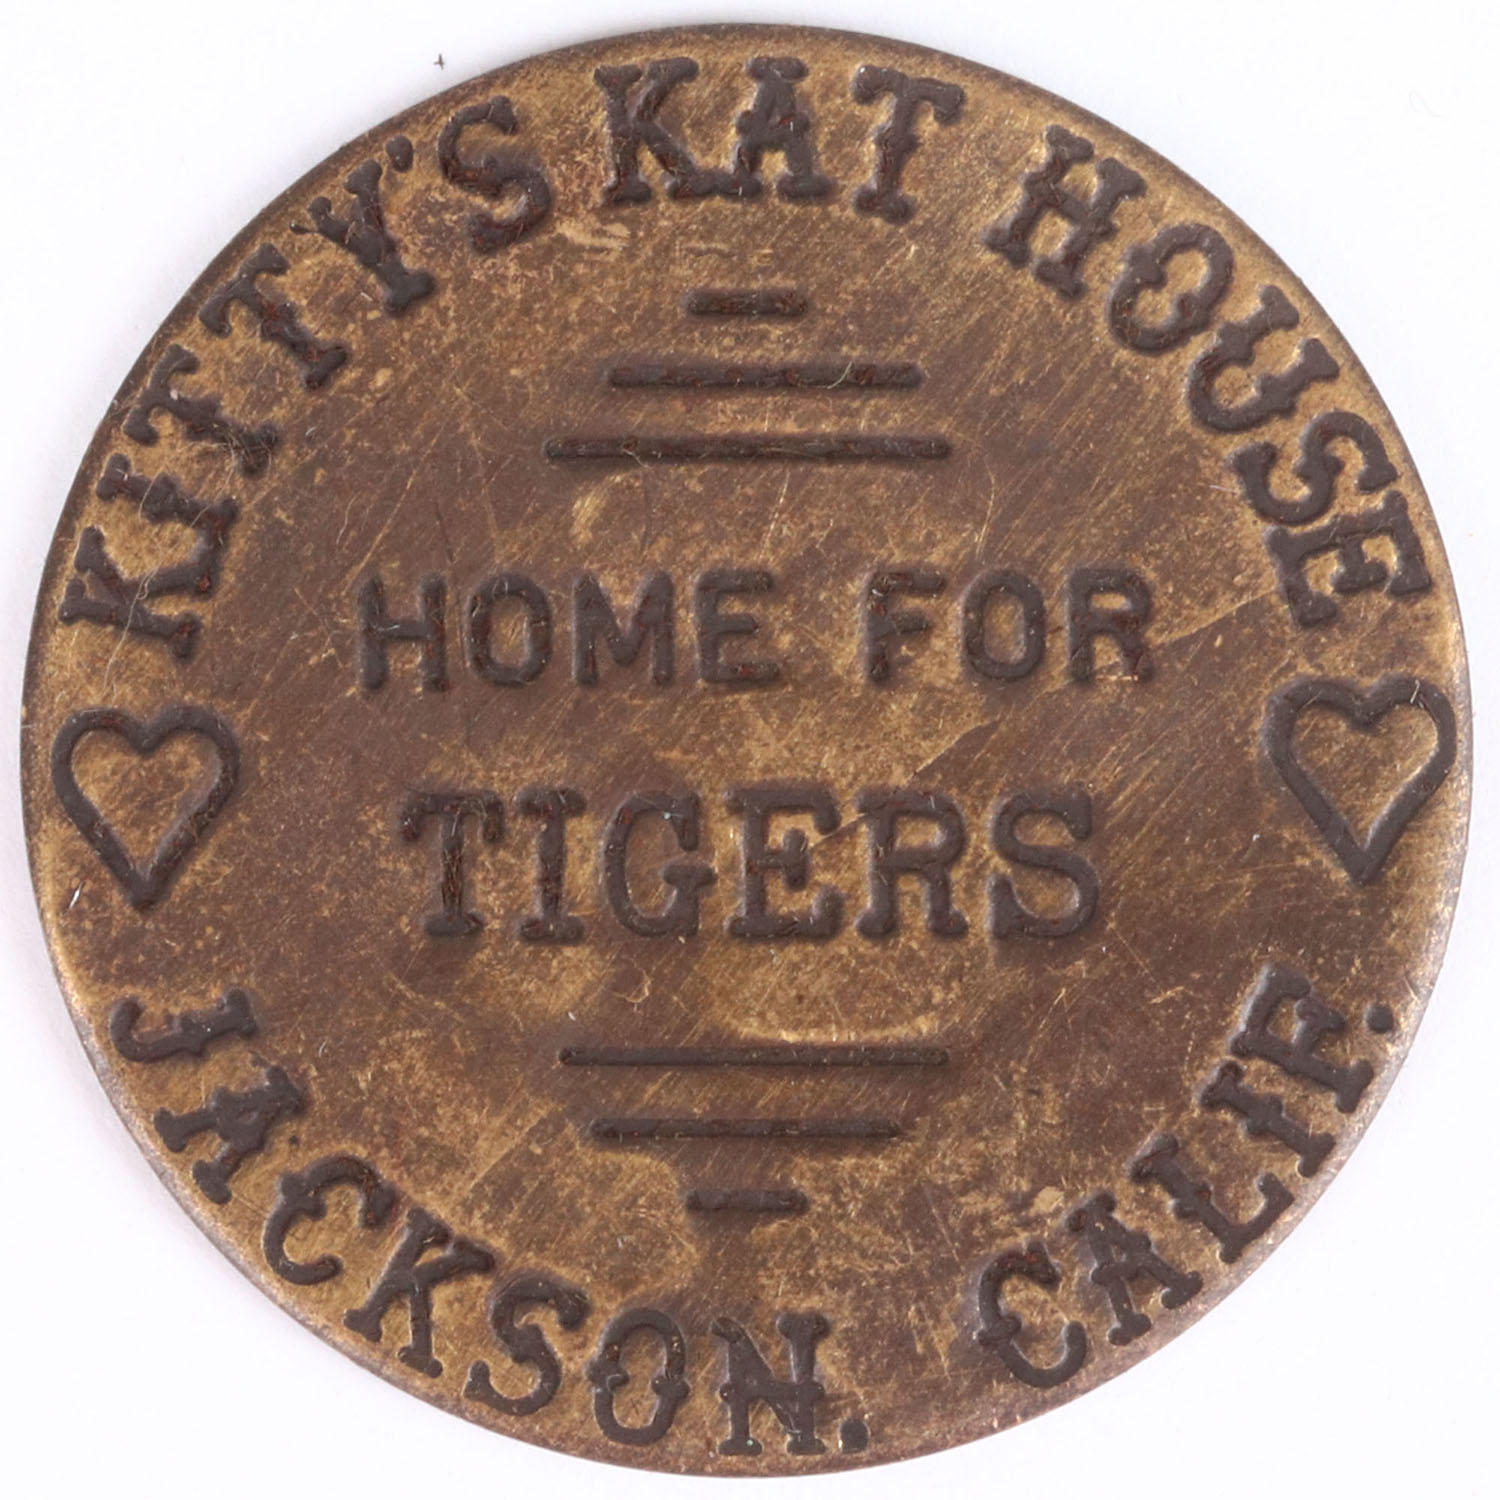 KITTY'S KAT HOUSE
HOME FOR
TIGERS
JACKSON. CALIF.